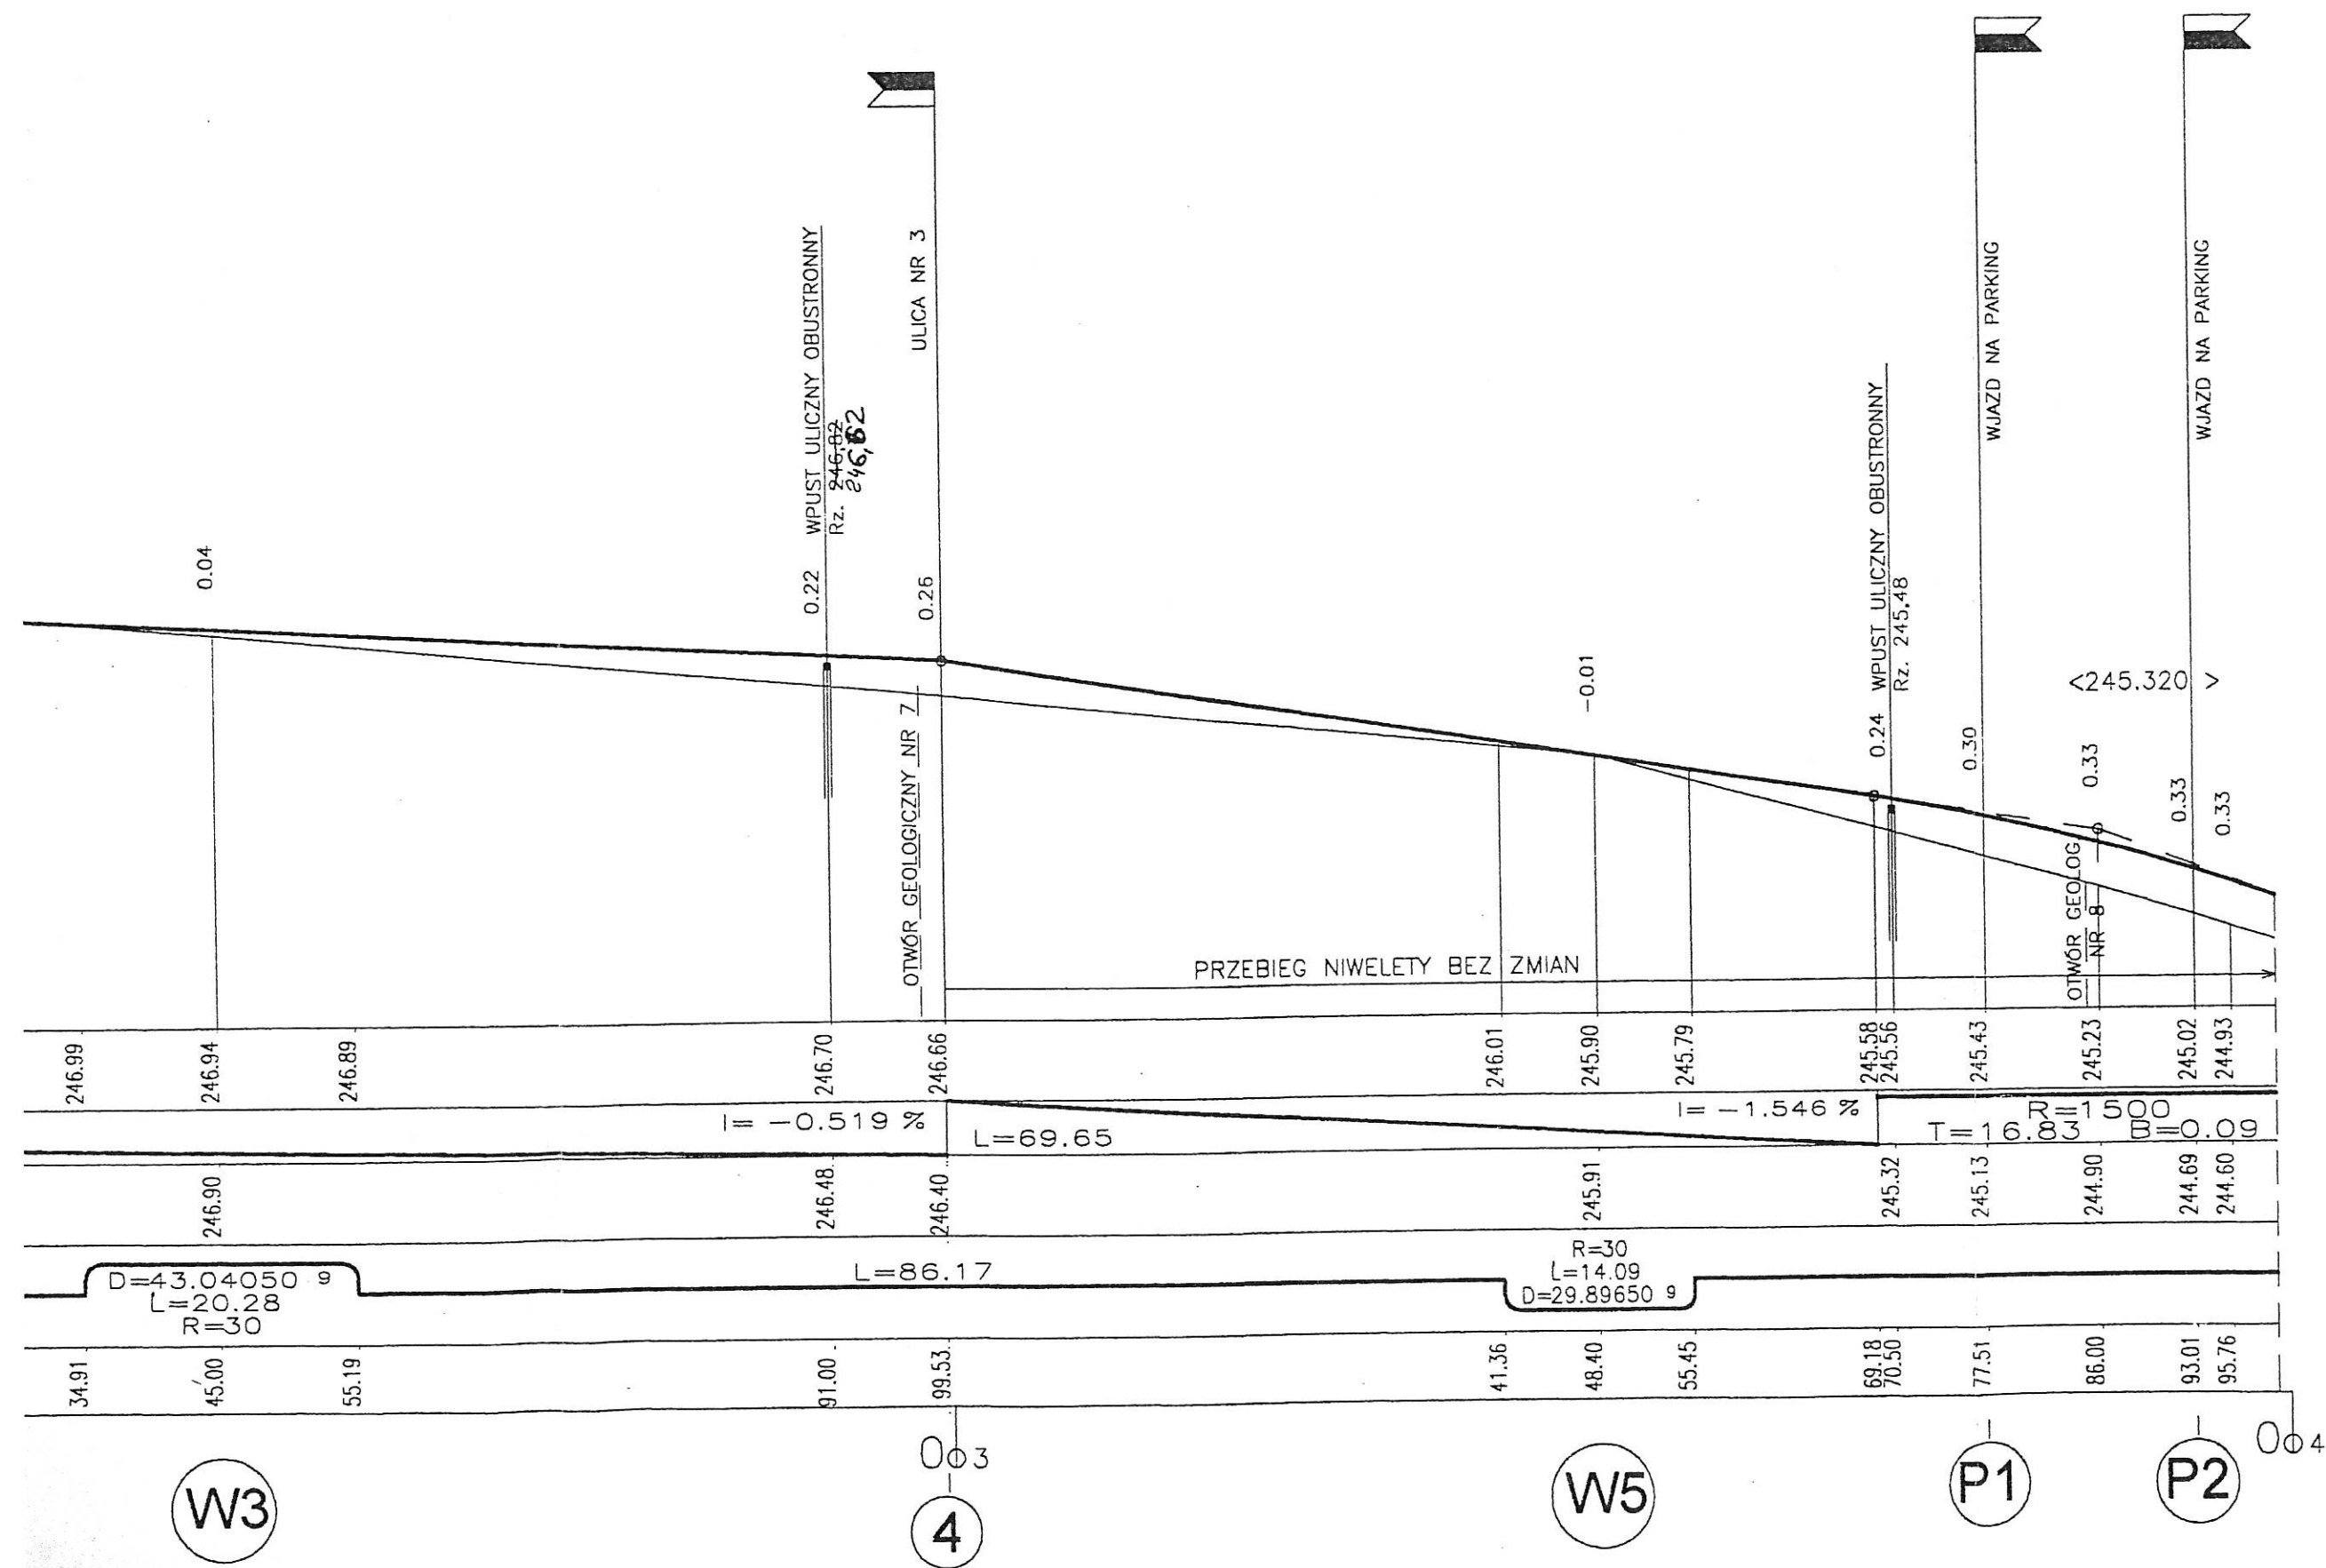 0.04
0.22 WPUST ULICZNY OBUSTRONNY
Rz. 246,82
246,62
0.26 ULICA NR 3
OTWÓR GEOLOGICZNY NR 7
-0.01
0.24 WPUST ULICZNY OBUSTRONNY
Rz. 245,48
0.30 WJAZD NA PARKING
<245.320 >
0.33
OTWÓR GEOLOG
NR 8
0.33 WJAZD NA PARKING
0.33
PRZEBIEG NIWELETY BEZ ZMIAN
246.99 246.94 246.89 246.70 246.66 246.01 245.90 245.79 245.58 245.56 245.43 245.23 245.02 244.93
I= -0.519 % L=69.65 I= -1.546 % R=1500
T=16.83 B=0.09
246.90 246.48 246.40 245.91 245.32 245.13 244.90 244.69 244.60
D=43.04050 g
L=20.28
R=30
L=86.17
R=30
L=14.09
D=29.89650 g
34.91 45.00 55.19 91.00 99.53 41.36 48.40 55.45 69.18 70.50 77.51 86.00 93.01 95.76
0 3 0 4
W3 4 W5 P1 P2